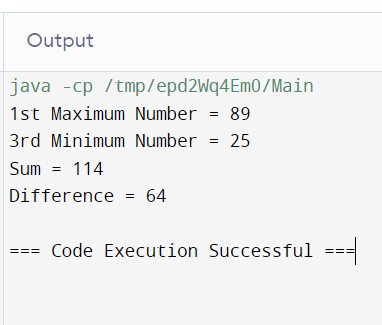 Output
java -cp /tmp/epd2Wq4EmO/Main
1st Maximum Number = 89
3rd Minimum Number = 25
Sum = 114
Difference = 64
=== Code Execution Successful ===